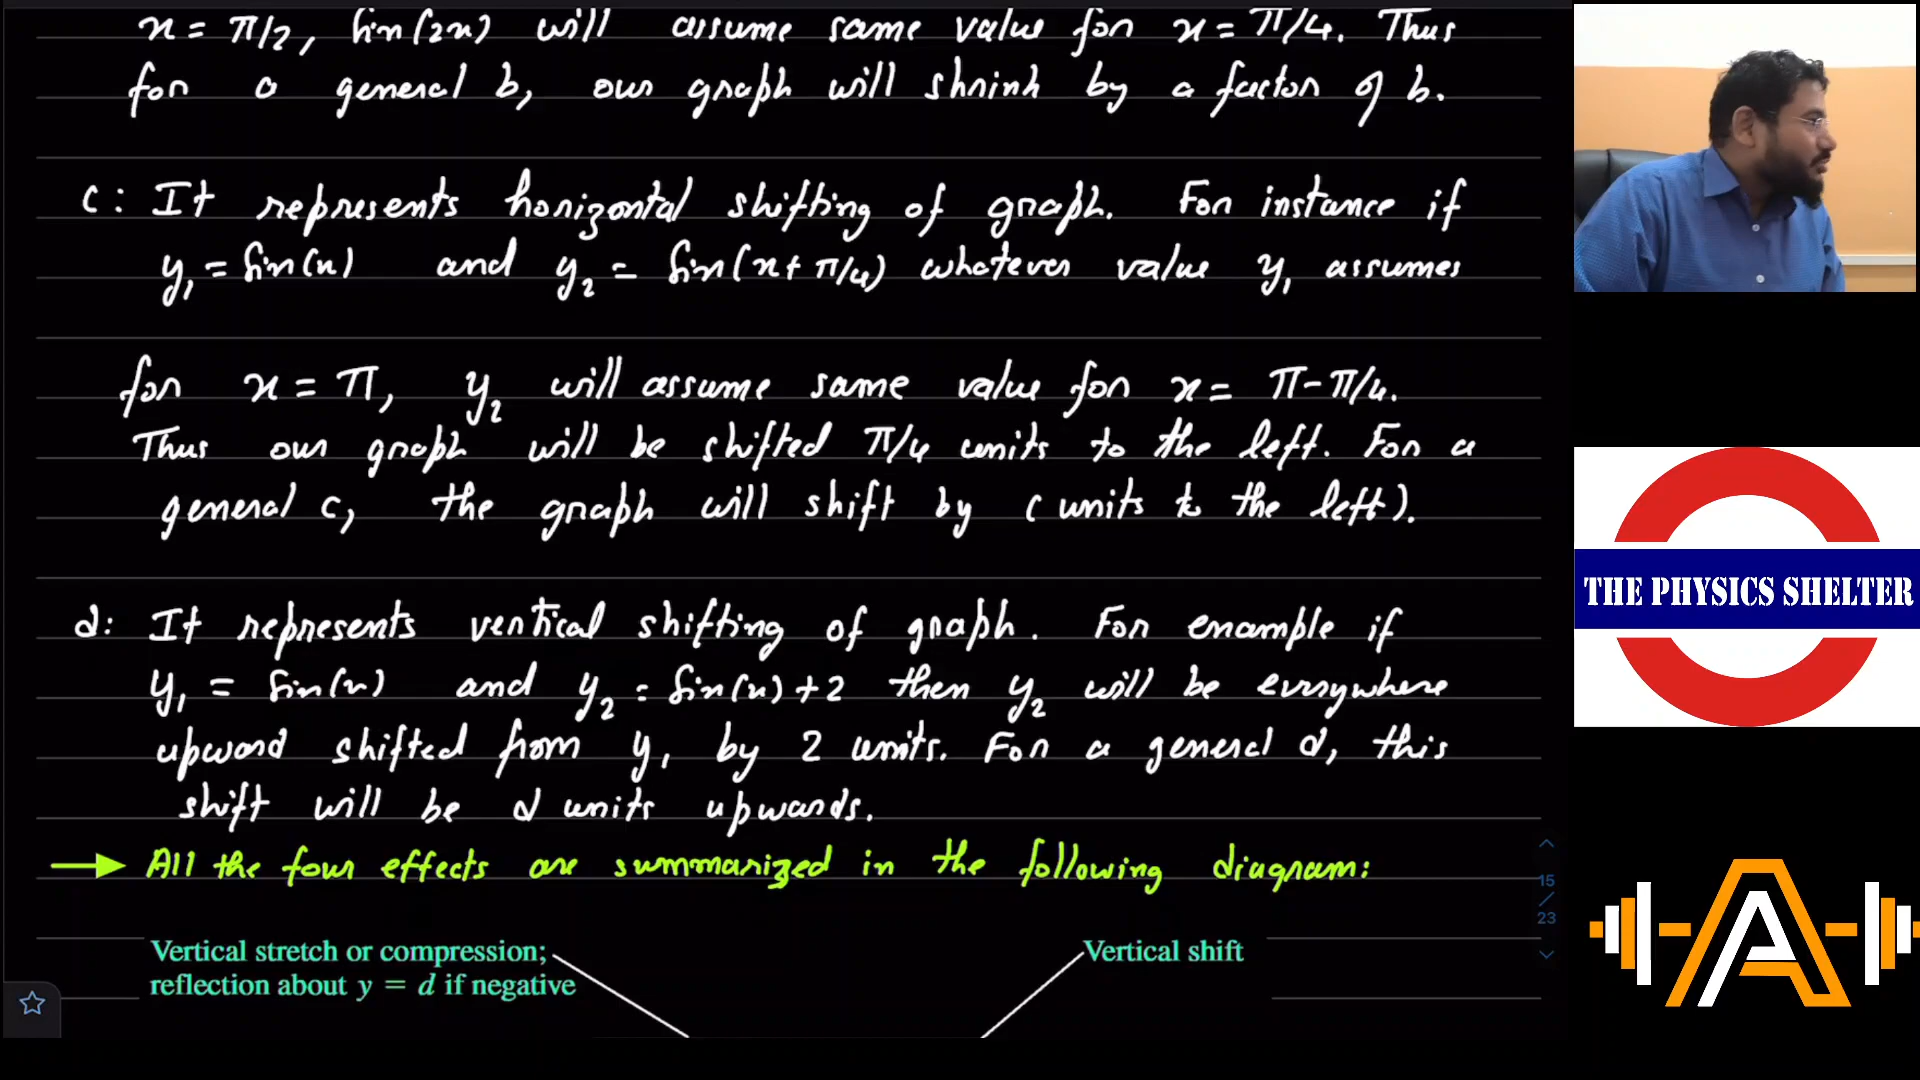 x = π/2, sin(2x) will assume same value for x = π/4. Thus
for a general b, our graph will shrink by a factor of b.
c: It represents horizontal shifting of graph. For instance if
y₁ = sin(x) and y₂ = sin(x + π/4) whatever value y₁ assumes
for x = π, y₂ will assume same value for x = π - π/4.
Thus our graph will be shifted π/4 units to the left. For a
general c, the graph will shift by c units to the left).
d: It represents vertical shifting of graph. For example if
y₁ = sin(x) and y₂ = sin(x) + 2 then y₂ will be everywhere
upward shifted from y₁ by 2 units. For a general d, this
shift will be d units upwards.
→ All the four effects are summarized in the following diagram:
Vertical stretch or compression;
reflection about y = d if negative
Vertical shift
15
/
23
THE PHYSICS SHELTER
A